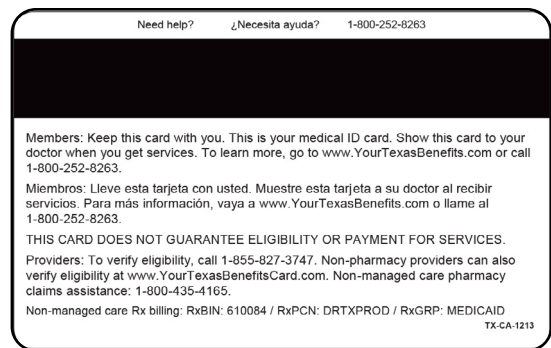 Need help? ¿Necesita ayuda? 1-800-252-8263
Members: Keep this card with you. This is your medical ID card. Show this card to your
doctor when you get services. To learn more, go to www.YourTexasBenefits.com or call
1-800-252-8263.
Miembros: Lleve esta tarjeta con usted. Muestre esta tarjeta a su doctor al recibir
servicios. Para más información, vaya a www.YourTexasBenefits.com o llame al
1-800-252-8263.
THIS CARD DOES NOT GUARANTEE ELIGIBILITY OR PAYMENT FOR SERVICES.
Providers: To verify eligibility, call 1-855-827-3747. Non-pharmacy providers can also
verify eligibility at www.YourTexasBenefitsCard.com. Non-managed care pharmacy
claims assistance: 1-800-435-4165.
Non-managed care Rx billing: RxBIN: 610084 / RxPCN: DRTXPROD / RxGRP: MEDICAID
TX-CA-1213